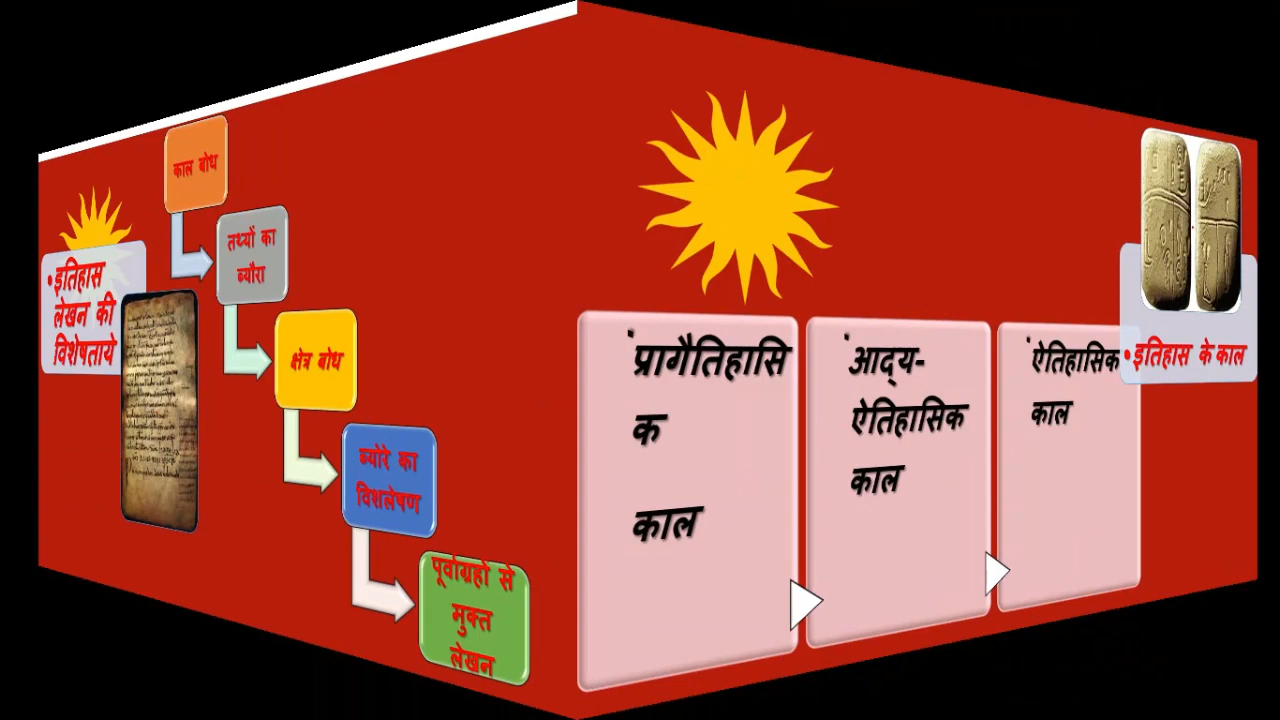 •इतिहास
लेखन की
विशेषताये
काल बोध
तथ्यों का
ब्यौरा
क्षेत्र बोध
ब्योरे का
विशलेषण
पूर्वाग्रहो से
मुक्त
लेखन
•प्रागैतिहासि
क
काल
•आद्य-
ऐतिहासिक
काल
•ऐतिहासिक
काल
•इतिहास के काल